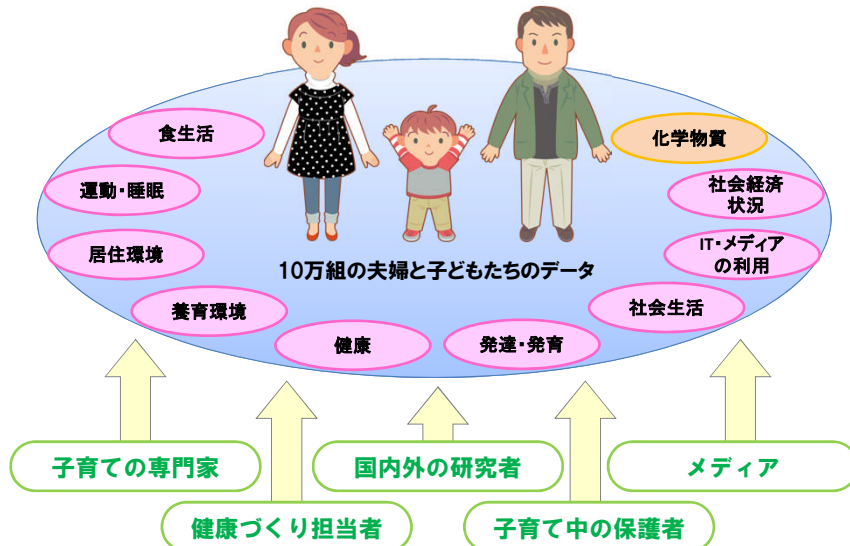 食生活
化学物質
運動・睡眠
社会経済
状況
居住環境
IT・メディア
の利用
10万組の夫婦と子どもたちのデータ
養育環境
社会生活
健康
発達・発育
子育ての専門家
国内外の研究者
メディア
健康づくり担当者
子育て中の保護者